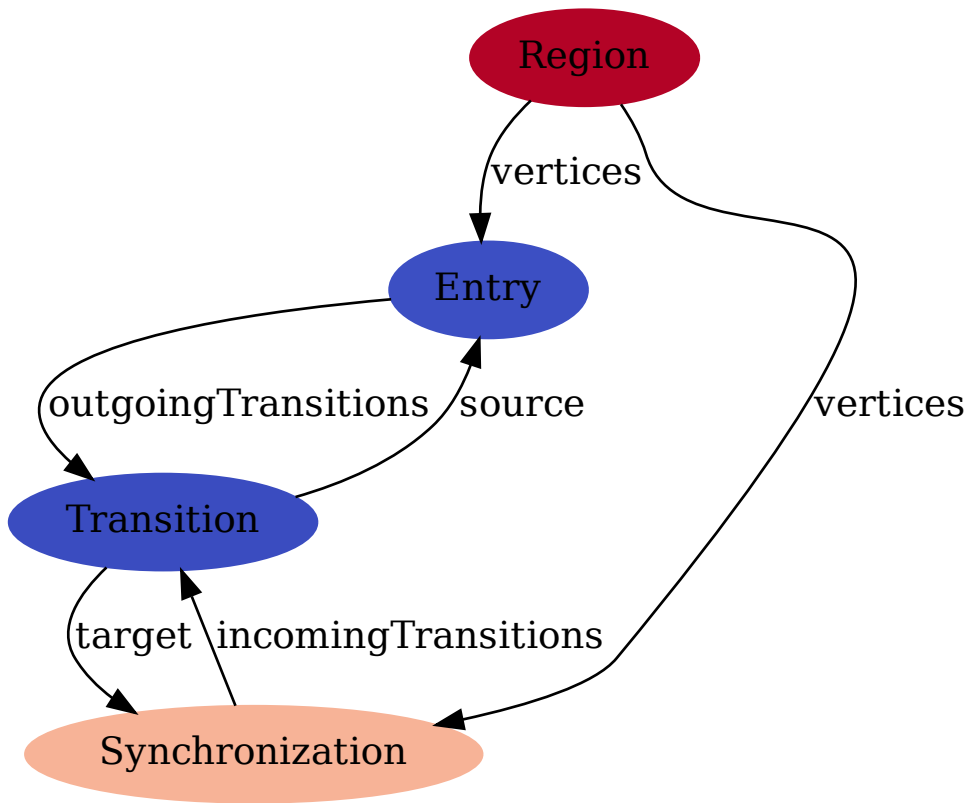 Region
vertices
Entry
outgoingTransitions
source
vertices
Transition
target
incomingTransitions
Synchronization